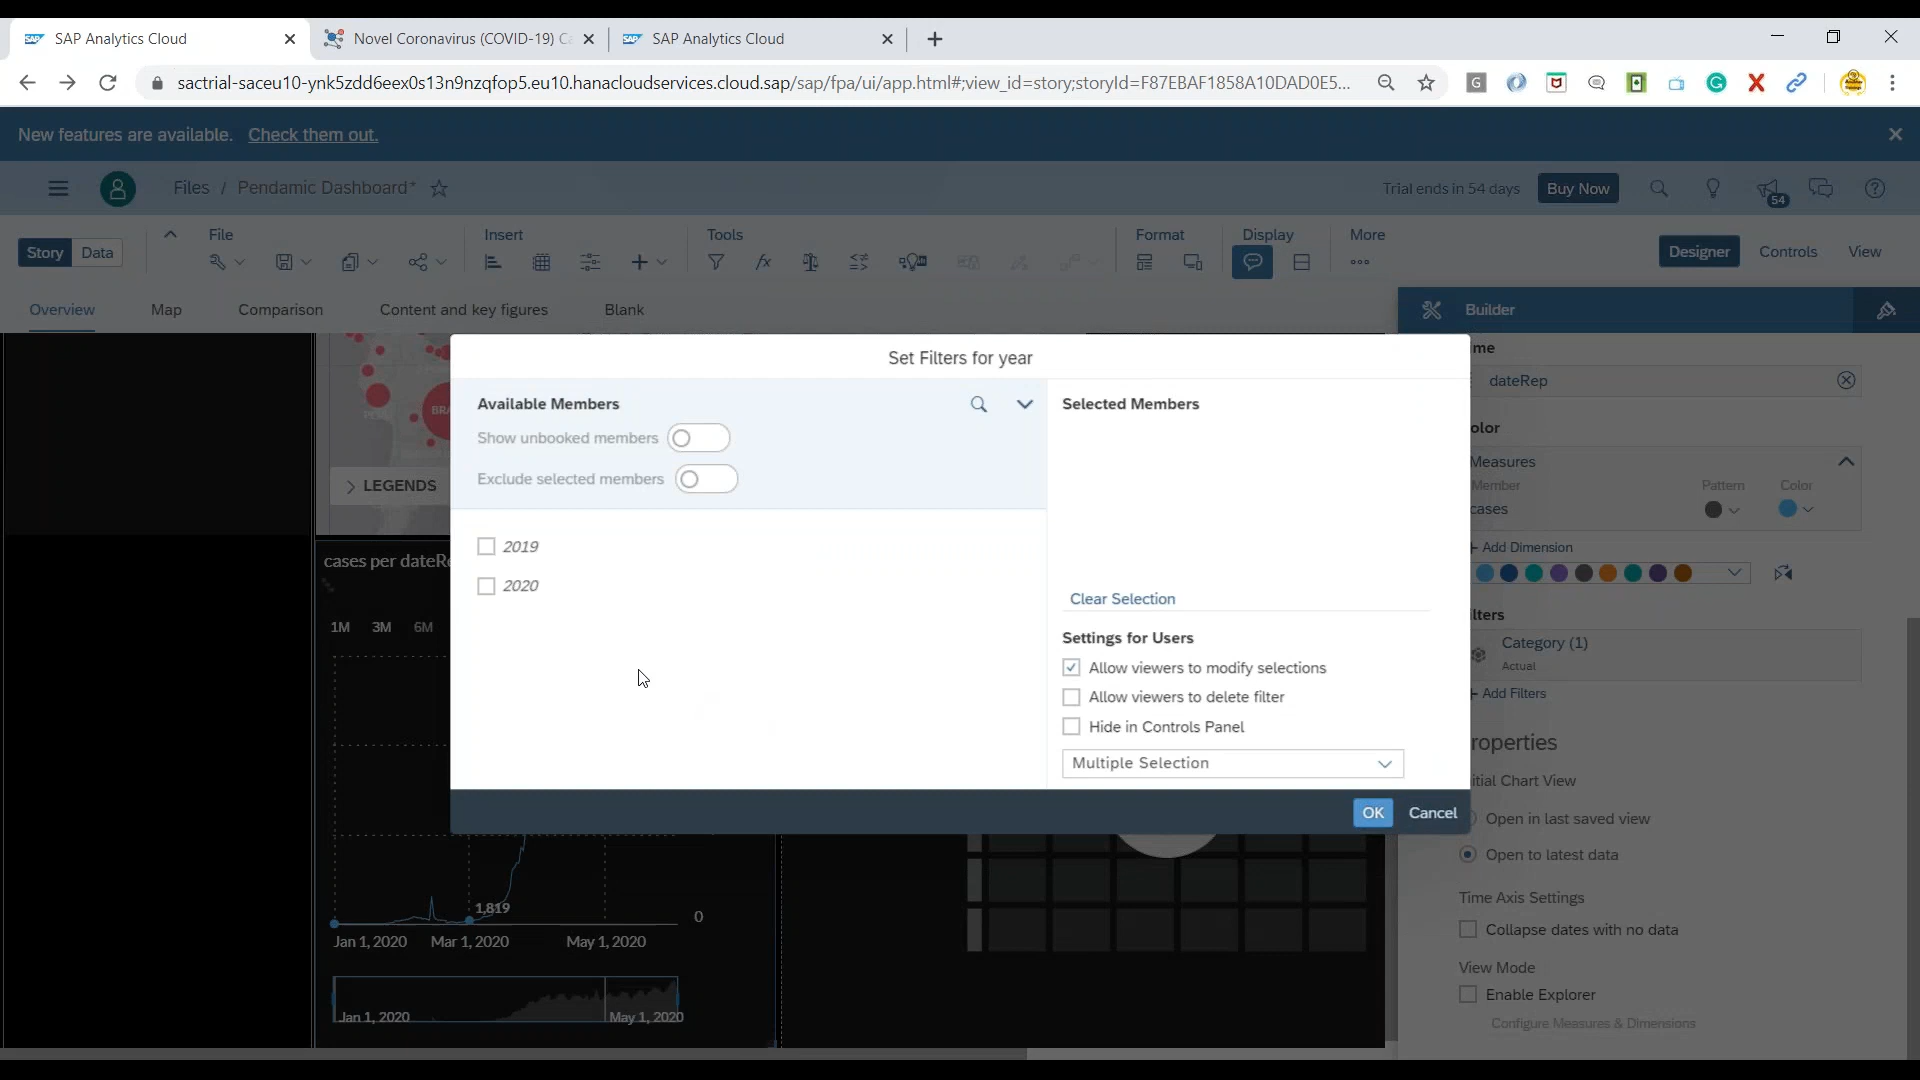 SAP Analytics Cloud
Novel Coronavirus (COVID-19) C
SAP Analytics Cloud
sactrial-saceu10-ynk5zdd6eex0s13n9nzqfop5.eu10.hanacloudservices.cloud.sap/sap/fpa/ui/app.html#;view_id=story;storyId=F87EBAF1858A10DAD0E5...
New features are available. Check them out.
Files / Pendamic Dashboard*
Trial ends in 54 days
Buy Now
54
Story Data
File
Insert
Tools
Format
Display
More
Designer Controls View
Overview Map Comparison Content and key figures Blank
Builder
Set Filters for year
Available Members
Show unbooked members
Exclude selected members
2019
2020
Selected Members
Clear Selection
Settings for Users
Allow viewers to modify selections
Allow viewers to delete filter
Hide in Controls Panel
Multiple Selection
OK Cancel
LEGENDS
cases per dateRe
1M 3M 6M
1,819
0
Jan 1, 2020 Mar 1, 2020 May 1, 2020
Jan 1, 2020 May 1, 2020
me
dateRep
olor
Measures
Member Pattern Color
cases
+ Add Dimension
lters
Category (1)
Actual
+ Add Filters
roperties
itial Chart View
Open in last saved view
Open to latest data
Time Axis Settings
Collapse dates with no data
View Mode
Enable Explorer
Configure Measures & Dimensions